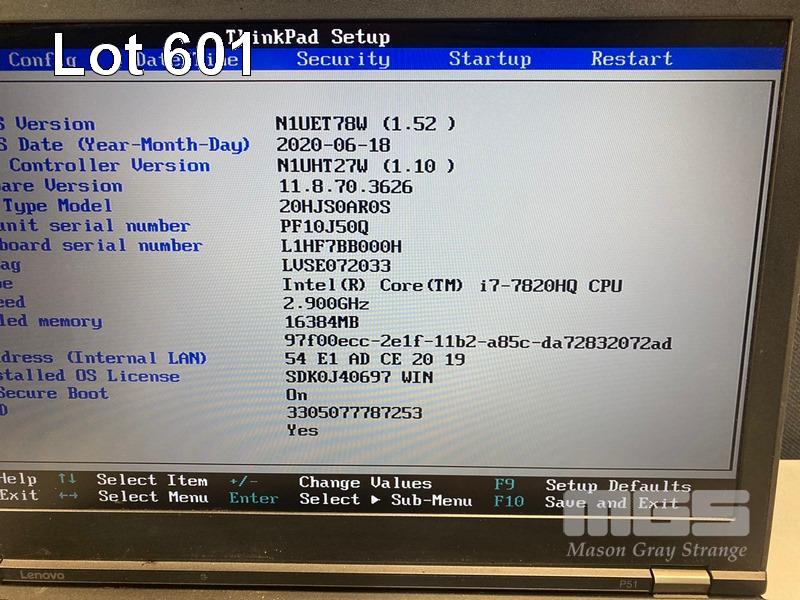 ThinkPad Setup
Lot 601
Config Date/Time Security Startup Restart
S Version N1UET78W (1.52 )
S Date (Year-Month-Day) 2020-06-18
Controller Version N1UHT27W (1.10 )
are Version 11.8.70.3626
Type Model 20HJS0AR0S
unit serial number PF10J50Q
board serial number L1HF7BB000H
ag LVSE072033
pe Intel(R) Core(TM) i7-7820HQ CPU
eed 2.900GHz
led memory 16384MB
97f00ecc-2e1f-11b2-a85c-da72832072ad
ddress (Internal LAN) 54 E1 AD CE 20 19
stalled OS License SDK0J40697 WIN
Secure Boot On
D 3305077787253
Yes
Help ↑↓ Select Item +/- Change Values F9 Setup Defaults
Exit ←→ Select Menu Enter Select ▶ Sub-Menu F10 Save and Exit
MGS
Mason Gray Strange
Lenovo
P51